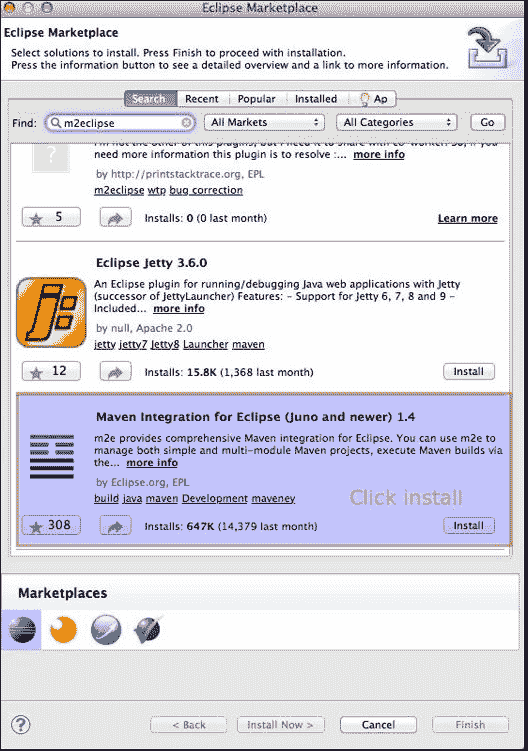 Eclipse Marketplace
Eclipse Marketplace
Select solutions to install. Press Finish to proceed with installation.
Press the information button to see a detailed overview and a link to more information.
Search Recent Popular Installed Ap
Find: m2eclipse All Markets All Categories Go
need more information this plugin is to resolve :... more info
by http://printstacktrace.org, EPL
m2eclipse wtp bug correction
5 Installs: 0 (0 last month) Learn more
Eclipse Jetty 3.6.0
An Eclipse plugin for running/debugging Java web applications with Jetty
(successor of JettyLauncher) Features: - Support for Jetty 6, 7, 8 and 9 -
Included... more info
by null, Apache 2.0
jetty jetty7 Jetty8 Launcher maven
12 Installs: 15.8K (1,368 last month) Install
Maven Integration for Eclipse (Juno and newer) 1.4
m2e provides comprehensive Maven integration for Eclipse. You can use m2e to
manage both simple and multi-module Maven projects, execute Maven builds via
the... more info
by Eclipse.org, EPL
build java maven Development maveney
Click install
308 Installs: 647K (14,379 last month) Install
Marketplaces
? < Back Install Now > Cancel Finish